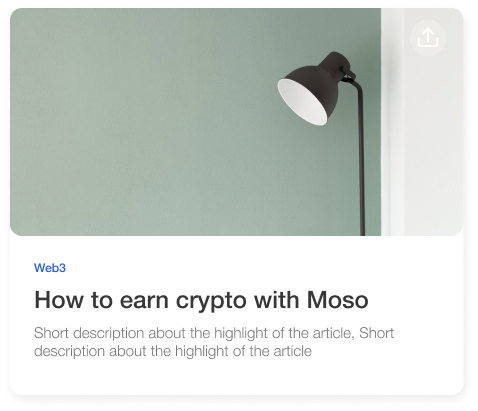 Web3
How to earn crypto with Moso
Short description about the highlight of the article, Short
description about the highlight of the article